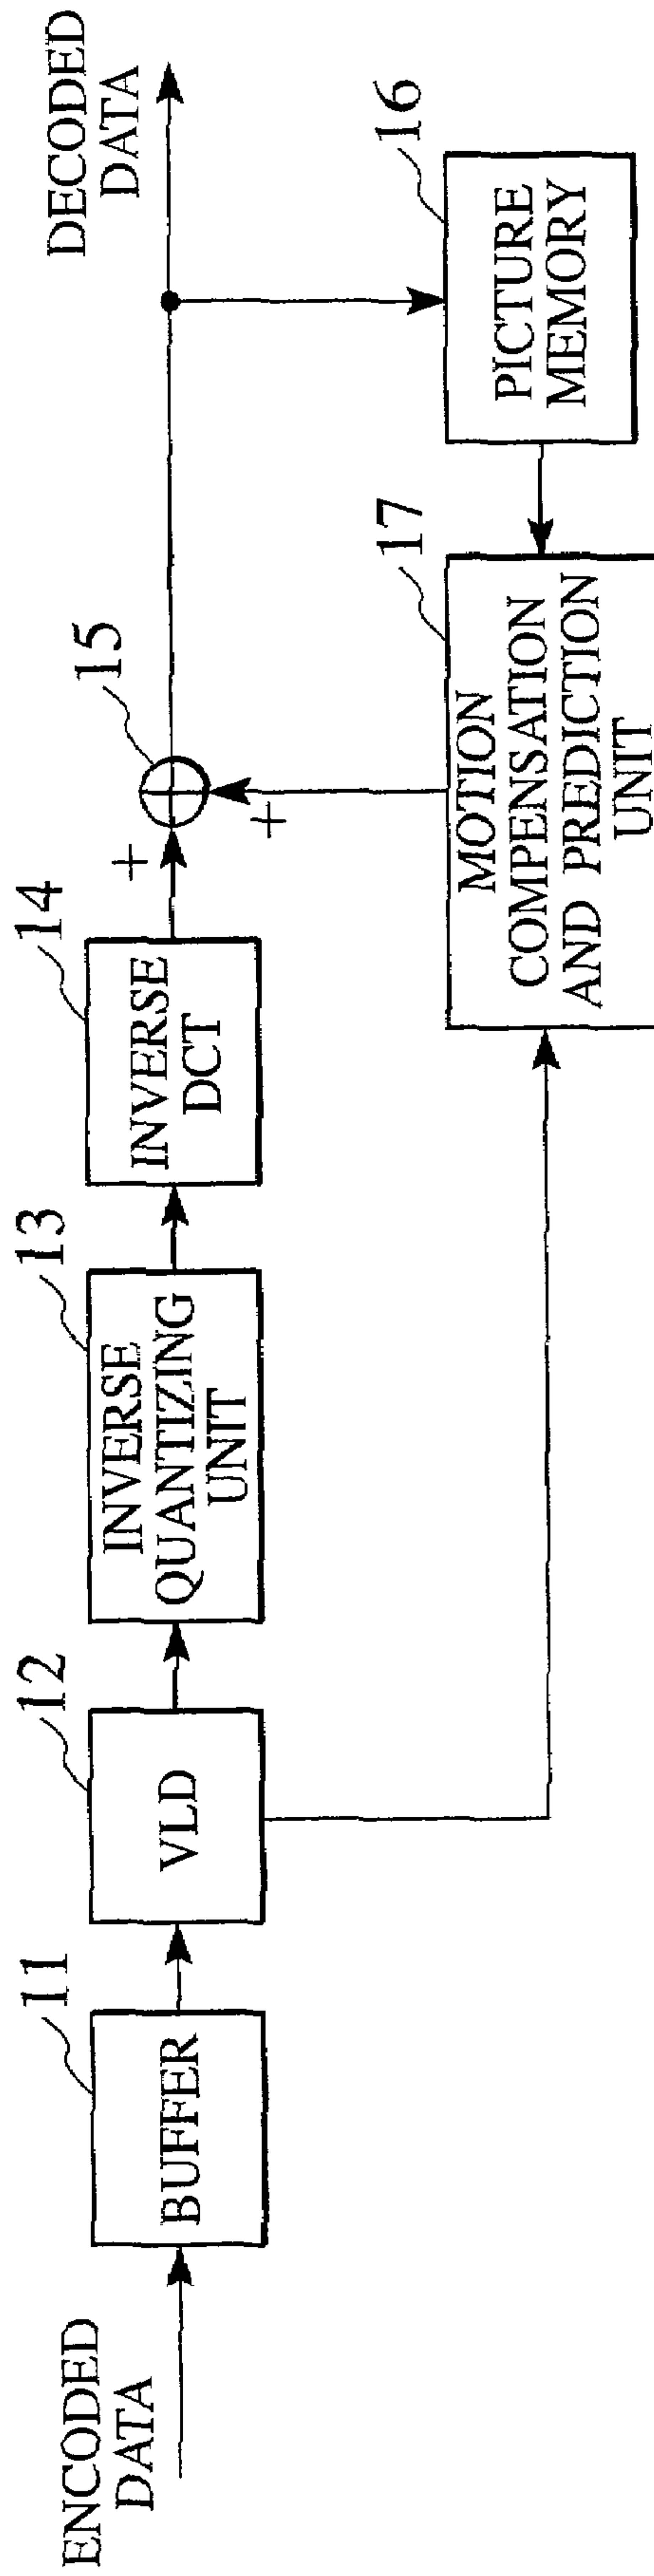 ENCODED
DATA
11
BUFFER
12
VLD
13
INVERSE
QUANTIZING
UNIT
14
INVERSE
DCT
+
15
+
DECODED
DATA
16
PICTURE
MEMORY
17
MOTION
COMPENSATION
AND PREDICTION
UNIT